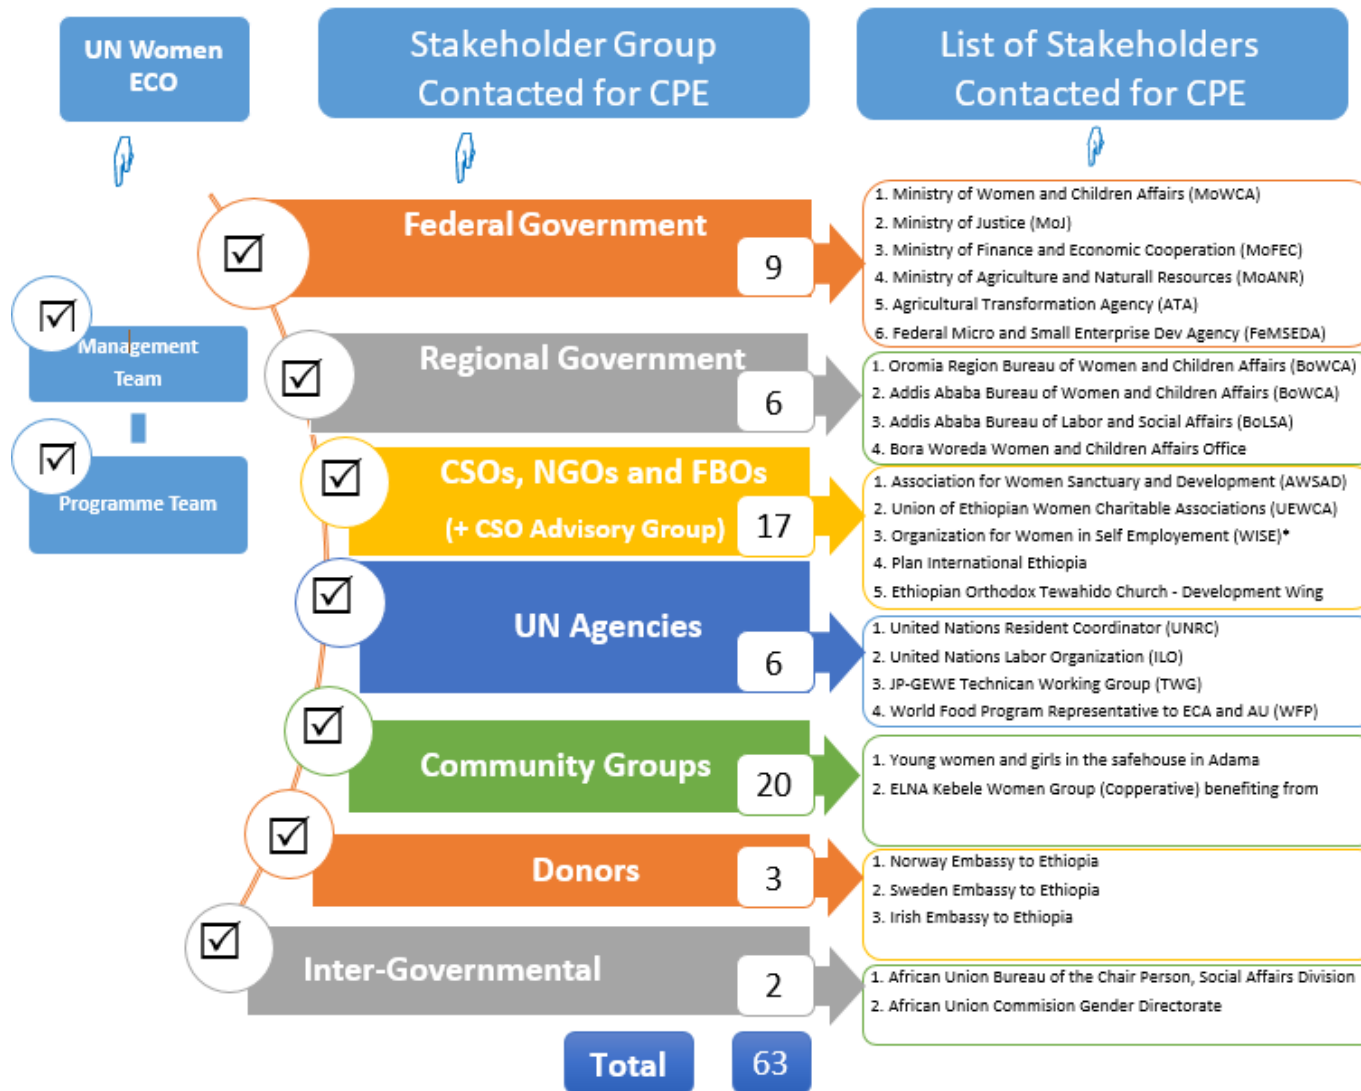 UN Women
ECO
Stakeholder Group
Contacted for CPE
List of Stakeholders
Contacted for CPE
Management
Team
Programme Team
Federal Government
9
1. Ministry of Women and Children Affairs (MoWCA)
2. Ministry of Justice (MoJ)
3. Ministry of Finance and Economic Cooperation (MoFEC)
4. Ministry of Agriculture and Naturall Resources (MoANR)
5. Agricultural Transformation Agency (ATA)
6. Federal Micro and Small Enterprise Dev Agency (FeMSEDA)
Regional Government
6
1. Oromia Region Bureau of Women and Children Affairs (BoWCA)
2. Addis Ababa Bureau of Women and Children Affairs (BoWCA)
3. Addis Ababa Bureau of Labor and Social Affairs (BoLSA)
4. Bora Woreda Women and Children Affairs Office
CSOs, NGOs and FBOs
(+ CSO Advisory Group)
17
1. Association for Women Sanctuary and Development (AWSAD)
2. Union of Ethiopian Women Charitable Associations (UEWCA)
3. Organization for Women in Self Employement (WISE)*
4. Plan International Ethiopia
5. Ethiopian Orthodox Tewahido Church - Development Wing
UN Agencies
6
1. United Nations Resident Coordinator (UNRC)
2. United Nations Labor Organization (ILO)
3. JP-GEWE Technican Working Group (TWG)
4. World Food Program Representative to ECA and AU (WFP)
Community Groups
20
1. Young women and girls in the safehouse in Adama
2. ELNA Kebele Women Group (Copperative) benefiting from
Donors
3
1. Norway Embassy to Ethiopia
2. Sweden Embassy to Ethiopia
3. Irish Embassy to Ethiopia
Inter-Governmental
2
1. African Union Bureau of the Chair Person, Social Affairs Division
2. African Union Commision Gender Directorate
Total
63